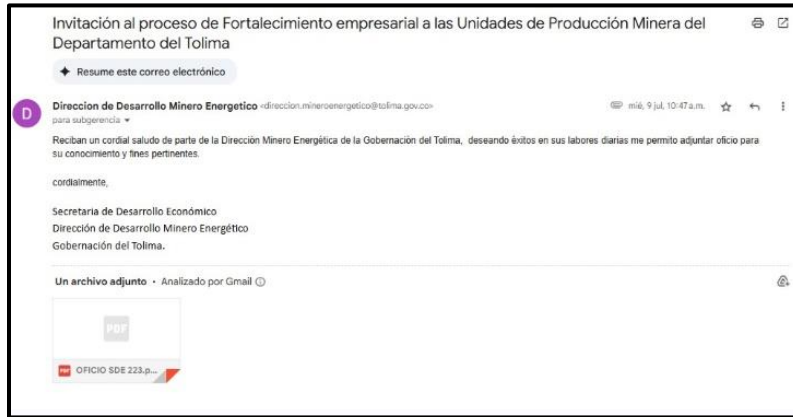 Invitación al proceso de Fortalecimiento empresarial a las Unidades de Producción Minera del
Departamento del Tolima
Resume este correo electrónico
D
Direccion de Desarrollo Minero Energetico <direccion.mineroenergetico@tolima.gov.co>
mié, 9 jul, 10:47 a.m.
para subgerencia
Reciban un cordial saludo de parte de la Dirección Minero Energética de la Gobernación del Tolima, deseando éxitos en sus labores diarias me permito adjuntar oficio para
su conocimiento y fines pertinentes.
cordialmente,
Secretaria de Desarrollo Económico
Dirección de Desarrollo Minero Energético
Gobernación del Tolima.
Un archivo adjunto • Analizado por Gmail
PDF
PDF OFICIO SDE 223.p...